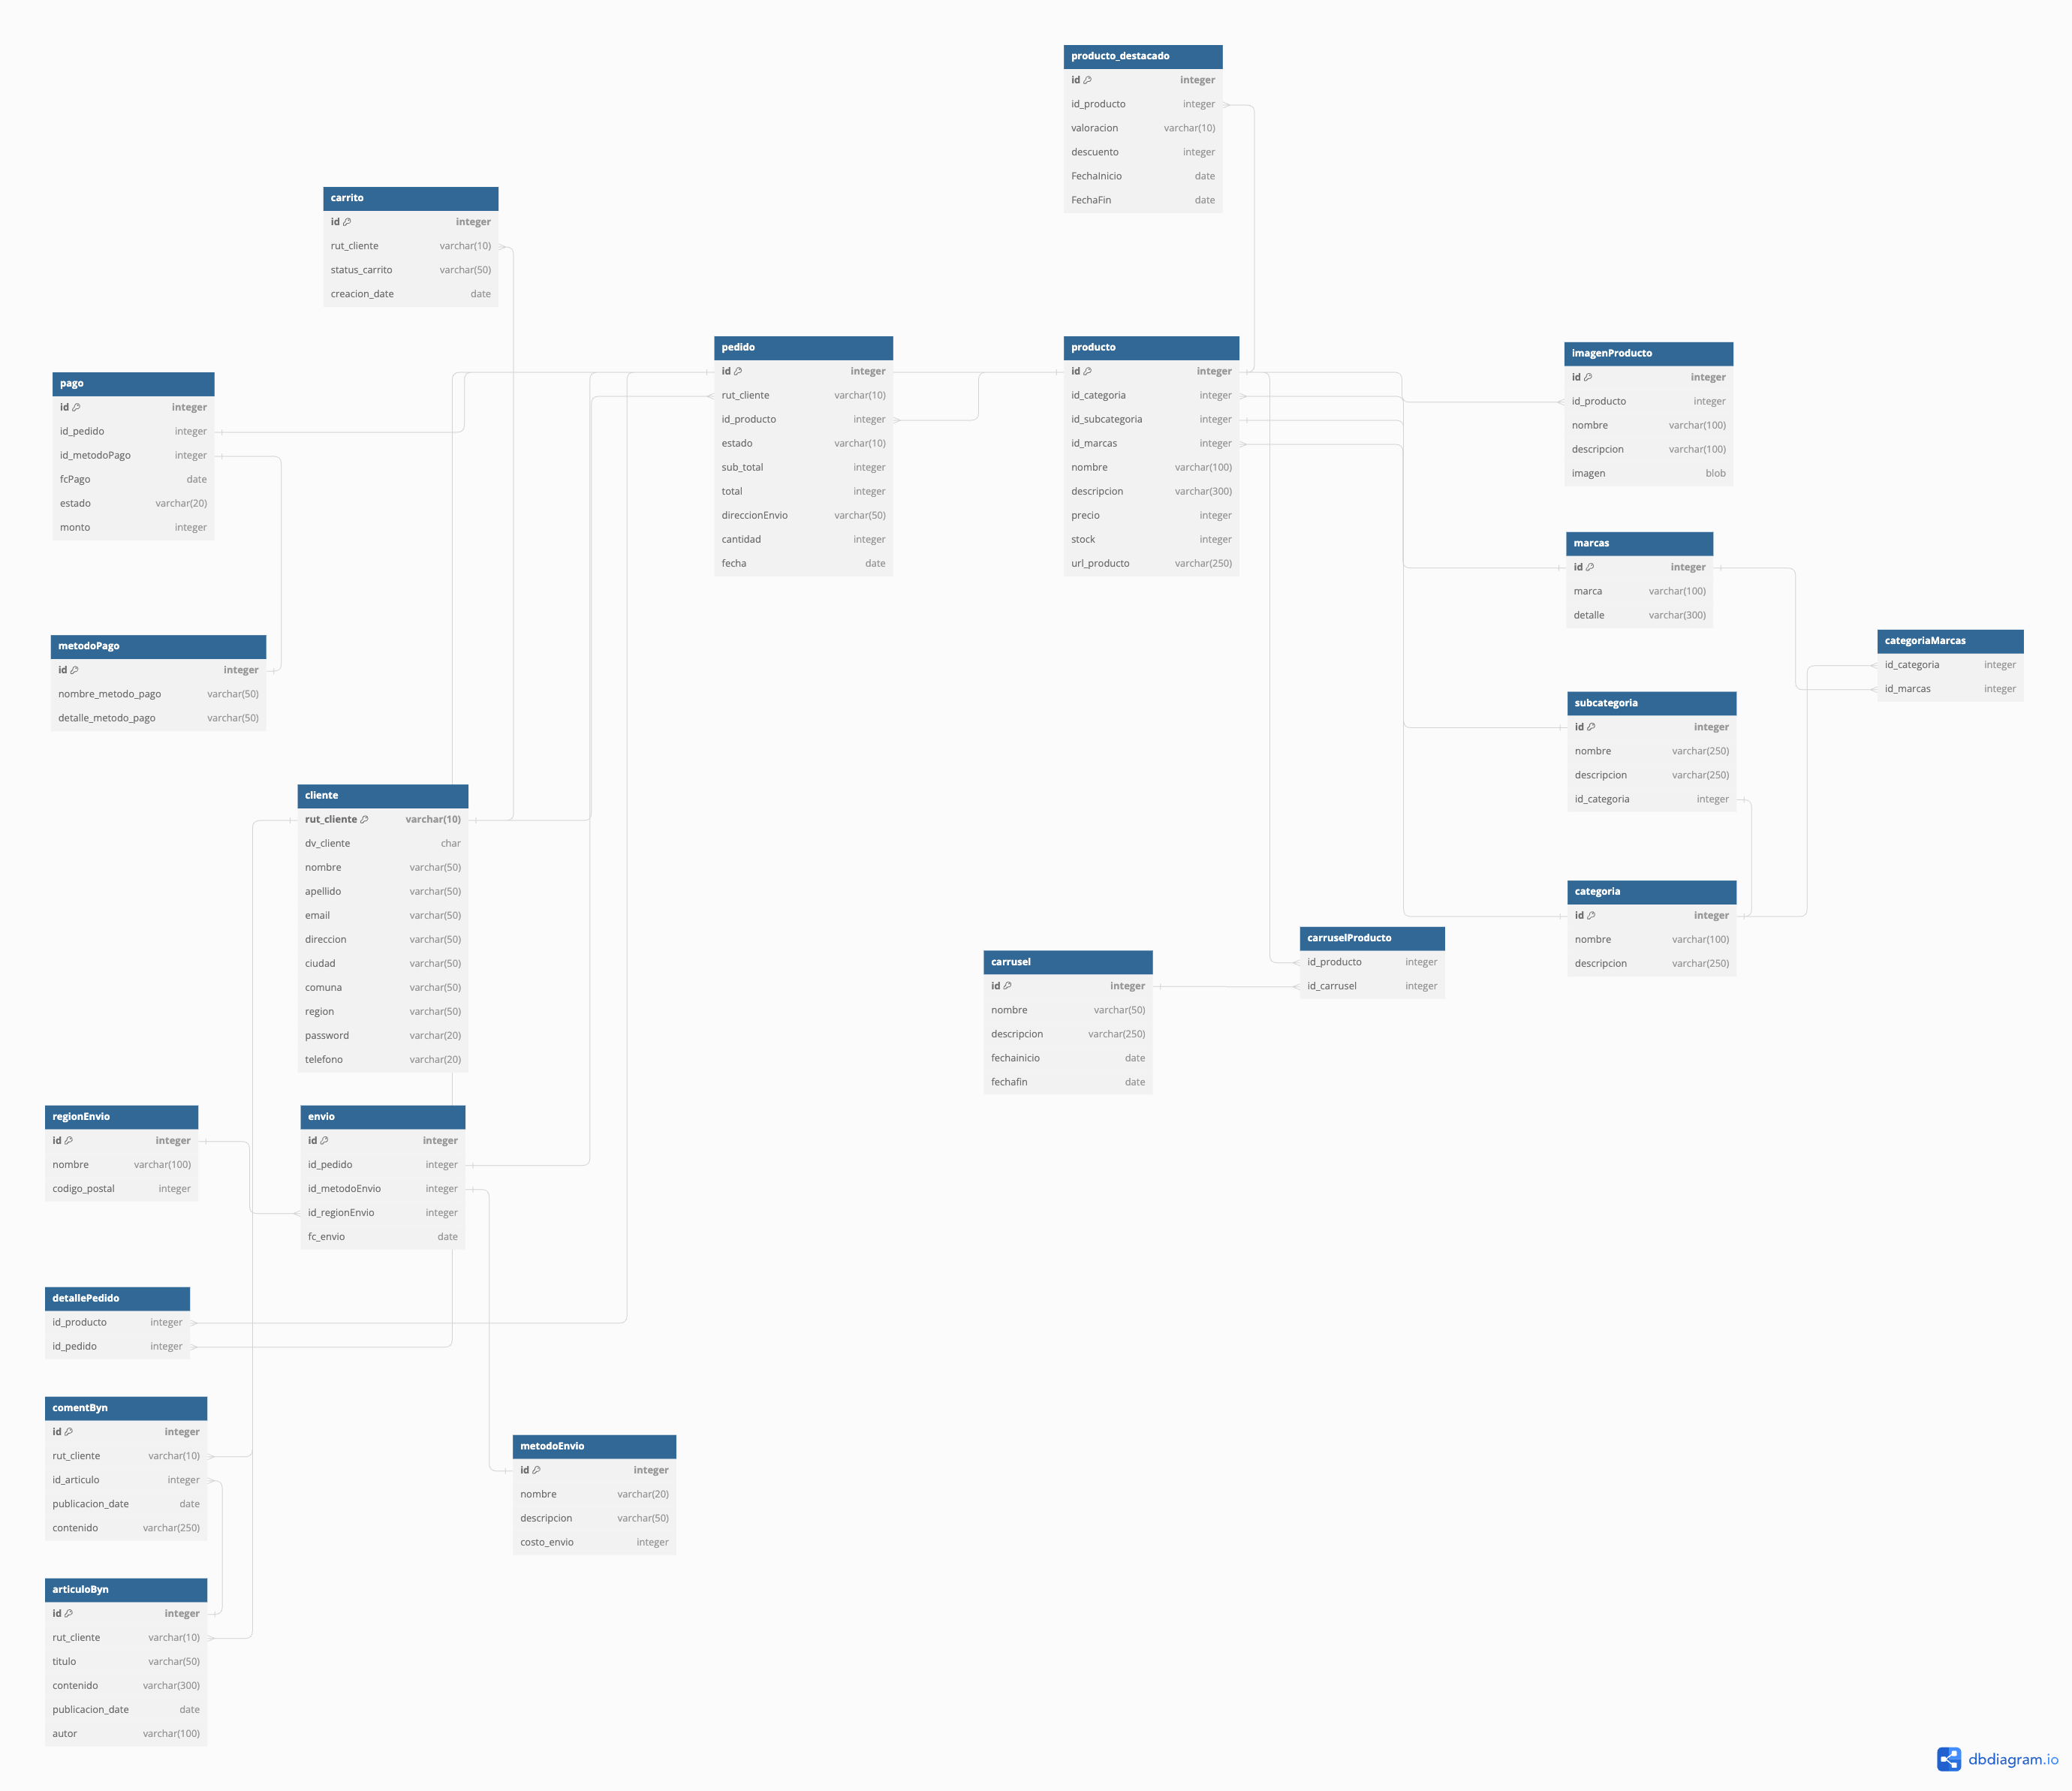 producto_destacado
id integer
id_producto integer
valoracion varchar(10)
descuento integer
FechaInicio date
FechaFin date
carrito
id integer
rut_cliente varchar(10)
status_carrito varchar(50)
creacion_date date
pedido
id integer
rut_cliente varchar(10)
id_producto integer
estado varchar(10)
sub_total integer
total integer
direccionEnvio varchar(50)
cantidad integer
fecha date
producto
id integer
id_categoria integer
id_subcategoria integer
id_marcas integer
nombre varchar(100)
descripcion varchar(300)
precio integer
stock integer
url_producto varchar(250)
imagenProducto
id integer
id_producto integer
nombre varchar(100)
descripcion varchar(100)
imagen blob
pago
id integer
id_pedido integer
id_metodoPago integer
fcPago date
estado varchar(20)
monto integer
marcas
id integer
marca varchar(100)
detalle varchar(300)
categoriaMarcas
id_categoria integer
id_marcas integer
metodoPago
id integer
nombre_metodo_pago varchar(50)
detalle_metodo_pago varchar(50)
subcategoria
id integer
nombre varchar(250)
descripcion varchar(250)
id_categoria integer
cliente
rut_cliente varchar(10)
dv_cliente char
nombre varchar(50)
apellido varchar(50)
email varchar(50)
direccion varchar(50)
ciudad varchar(50)
comuna varchar(50)
region varchar(50)
password varchar(20)
telefono varchar(20)
categoria
id integer
nombre varchar(100)
descripcion varchar(250)
carruselProducto
id_producto integer
id_carrusel integer
carrusel
id integer
nombre varchar(50)
descripcion varchar(250)
fechainicio date
fechafin date
regionEnvio
id integer
nombre varchar(100)
codigo_postal integer
envio
id integer
id_pedido integer
id_metodoEnvio integer
id_regionEnvio integer
fc_envio date
detallePedido
id_producto integer
id_pedido integer
comentByn
id integer
rut_cliente varchar(10)
id_articulo integer
publicacion_date date
contenido varchar(250)
metodoEnvio
id integer
nombre varchar(20)
descripcion varchar(50)
costo_envio integer
articuloByn
id integer
rut_cliente varchar(10)
titulo varchar(50)
contenido varchar(300)
publicacion_date date
autor varchar(100)
dbdiagram.io